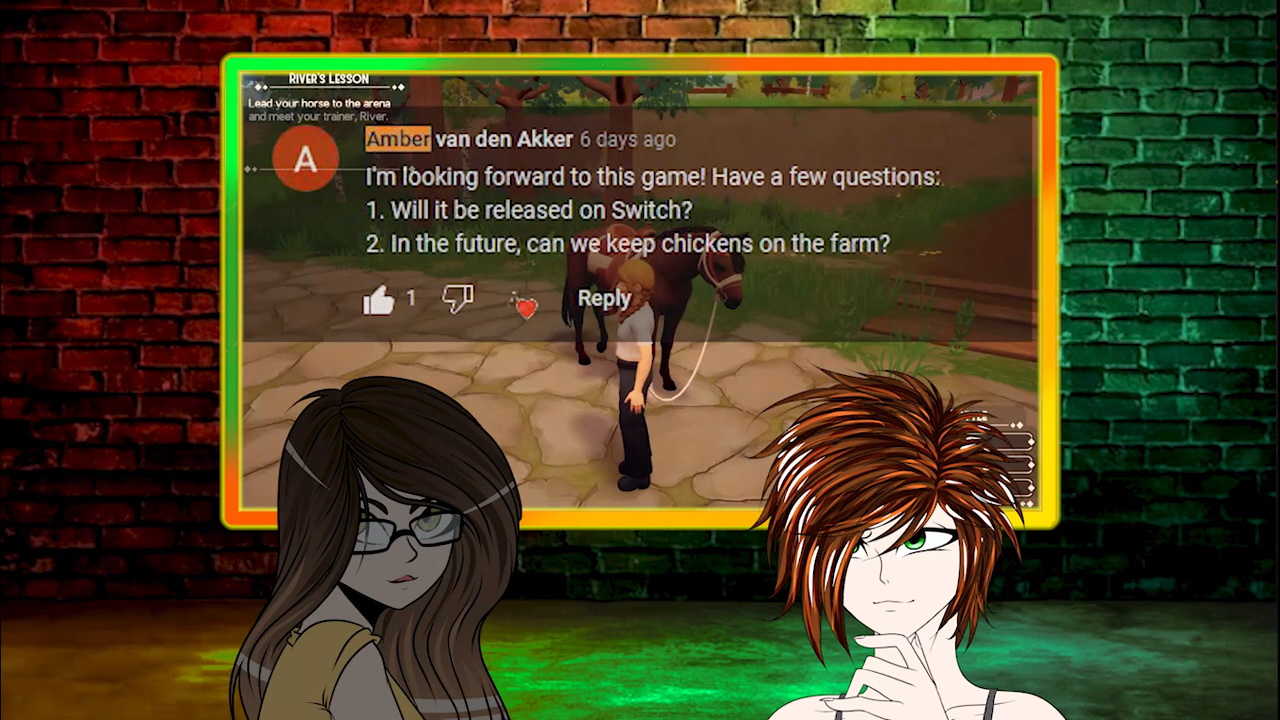 RIVER'S LESSON
Lead your horse to the arena
and meet your trainer, River.
A
Amber van den Akker 6 days ago
I'm looking forward to this game! Have a few questions:
1. Will it be released on Switch?
2. In the future, can we keep chickens on the farm?
1
Reply